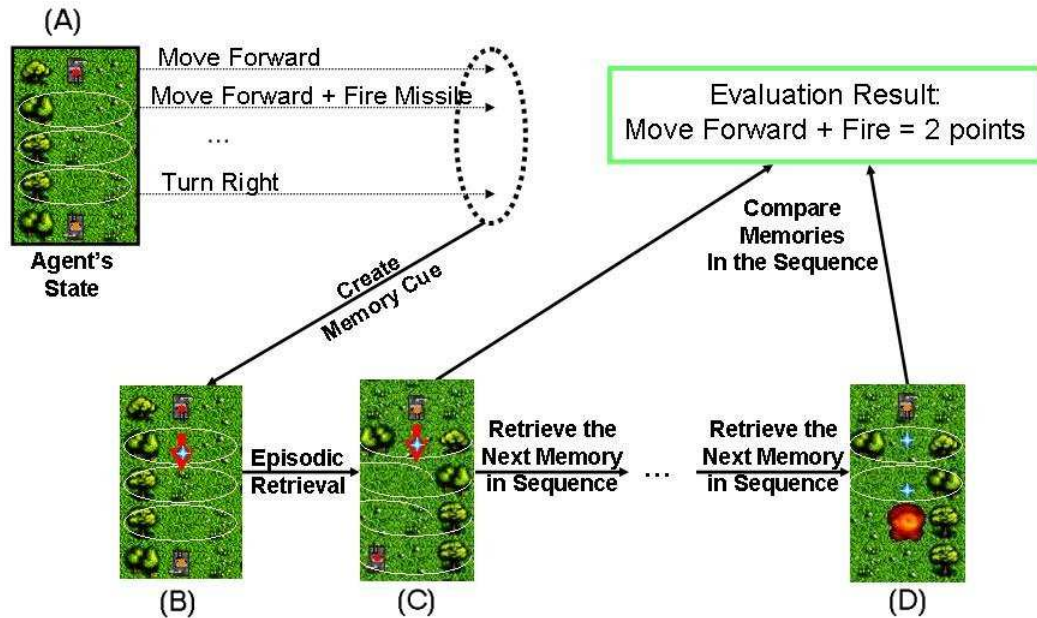 (A)
Move Forward
Move Forward + Fire Missile
...
Turn Right
Agent's
State
Evaluation Result:
Move Forward + Fire = 2 points
Compare
Memories
In the Sequence
Create
Memory Cue
Episodic
Retrieval
Retrieve the
Next Memory
in Sequence
...
Retrieve the
Next Memory
in Sequence
(B)
(C)
(D)